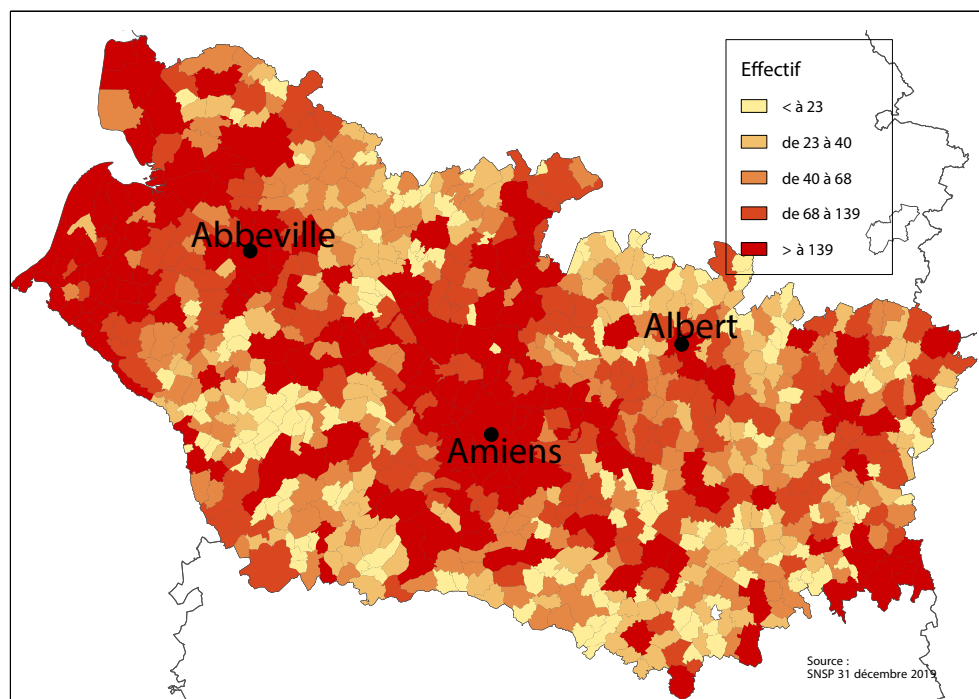 Effectif
< à 23
de 23 à 40
de 40 à 68
de 68 à 139
> à 139
Abbeville
Albert
Amiens
Source :
SNSP 31 décembre 2019